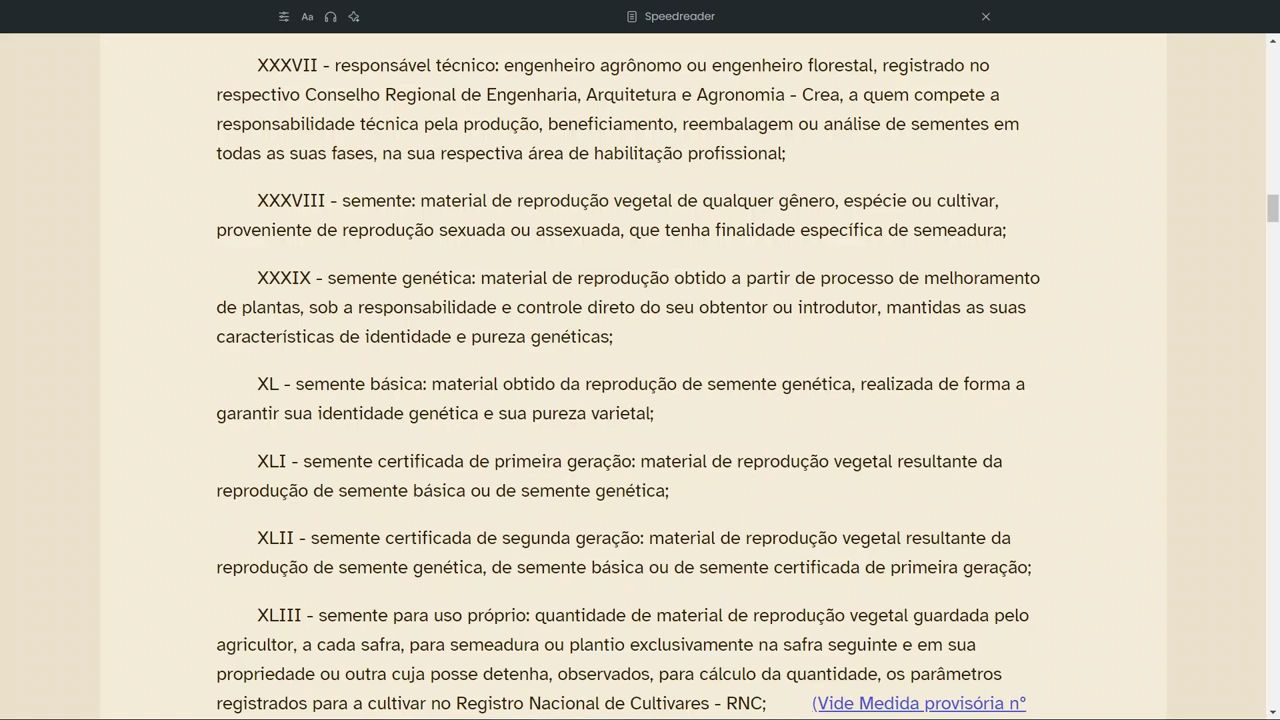 Aa
Speedreader
XXXVII - responsável técnico: engenheiro agrônomo ou engenheiro florestal, registrado no
respectivo Conselho Regional de Engenharia, Arquitetura e Agronomia - Crea, a quem compete a
responsabilidade técnica pela produção, beneficiamento, reembalagem ou análise de sementes em
todas as suas fases, na sua respectiva área de habilitação profissional;
XXXVIII - semente: material de reprodução vegetal de qualquer gênero, espécie ou cultivar,
proveniente de reprodução sexuada ou assexuada, que tenha finalidade específica de semeadura;
XXXIX - semente genética: material de reprodução obtido a partir de processo de melhoramento
de plantas, sob a responsabilidade e controle direto do seu obtentor ou introdutor, mantidas as suas
características de identidade e pureza genéticas;
XL - semente básica: material obtido da reprodução de semente genética, realizada de forma a
garantir sua identidade genética e sua pureza varietal;
XLI - semente certificada de primeira geração: material de reprodução vegetal resultante da
reprodução de semente básica ou de semente genética;
XLII - semente certificada de segunda geração: material de reprodução vegetal resultante da
reprodução de semente genética, de semente básica ou de semente certificada de primeira geração;
XLIII - semente para uso próprio: quantidade de material de reprodução vegetal guardada pelo
agricultor, a cada safra, para semeadura ou plantio exclusivamente na safra seguinte e em sua
propriedade ou outra cuja posse detenha, observados, para cálculo da quantidade, os parâmetros
registrados para a cultivar no Registro Nacional de Cultivares - RNC; (Vide Medida provisória nº